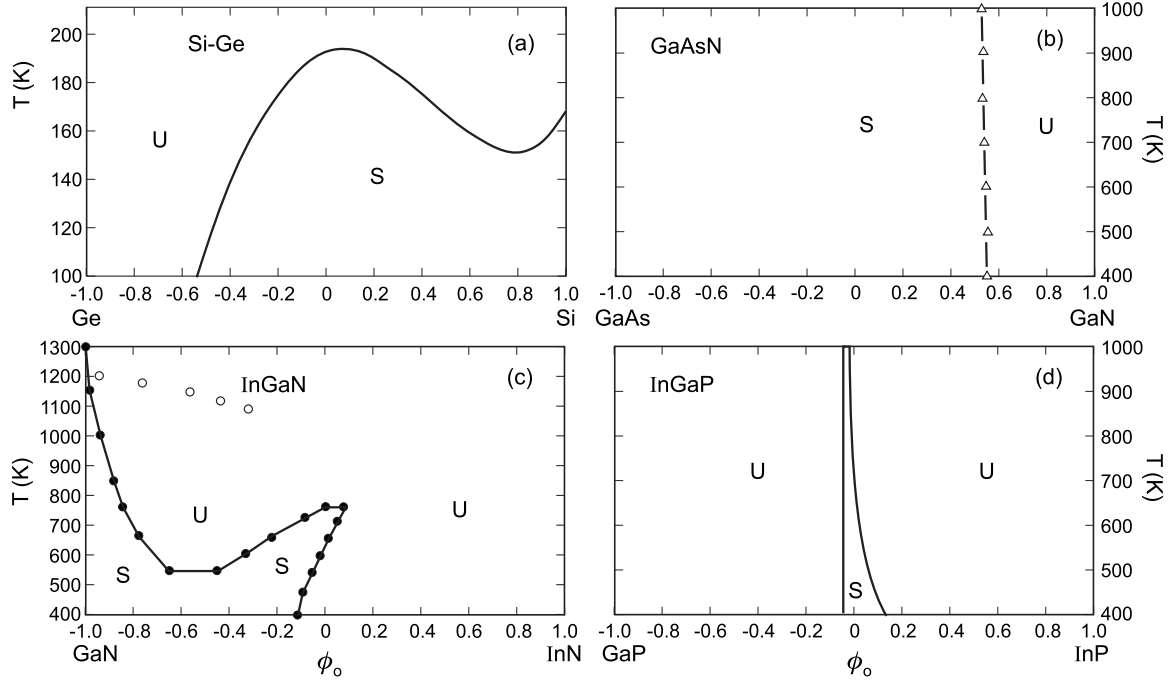 Si-Ge
(a)
200
180
160
140
120
100
T (K)
U
S
-1.0 -0.8 -0.6 -0.4 -0.2 0 0.2 0.4 0.6 0.8 1.0
Ge Si
GaAsN
(b)
1000
900
800
700
600
500
400
T (K)
S
U
-1.0 -0.8 -0.6 -0.4 -0.2 0 0.2 0.4 0.6 0.8 1.0
GaAs GaN
InGaN
(c)
1300
1200
1100
1000
900
800
700
600
500
400
T (K)
U
U
S
S
-1.0 -0.8 -0.6 -0.4 -0.2 0 0.2 0.4 0.6 0.8 1.0
GaN ϕo InN
InGaP
(d)
1000
900
800
700
600
500
400
T (K)
U
U
S
-1.0 -0.8 -0.6 -0.4 -0.2 0 0.2 0.4 0.6 0.8 1.0
GaP ϕo InP